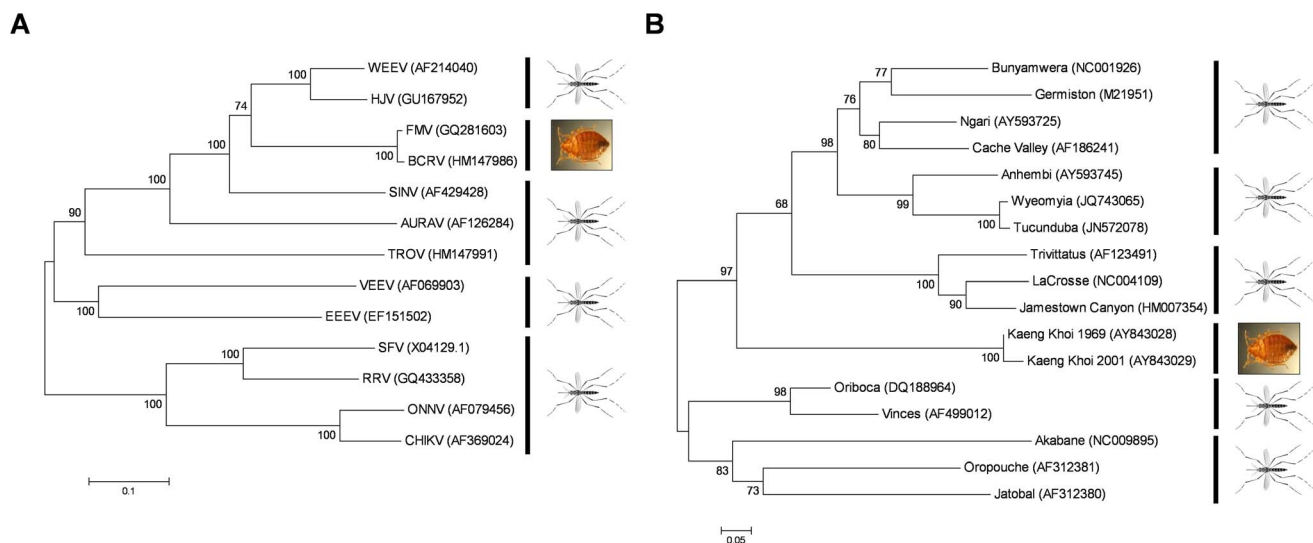 A
WEEV (AF214040)
100
HJV (GU167952)
74
FMV (GQ281603)
100
100
BCRV (HM147986)
100
SINV (AF429428)
90
AURAV (AF126284)
TROV (HM147991)
VEEV (AF069903)
100
EEEV (EF151502)
SFV (X04129.1)
100
RRV (GQ433358)
100
ONNV (AF079456)
100
CHIKV (AF369024)
0.1
B
Bunyamwera (NC001926)
77
Germiston (M21951)
76
Ngari (AY593725)
98
80
Cache Valley (AF186241)
Anhembi (AY593745)
68
99
Wyeomyia (JQ743065)
100
Tucunduba (JN572078)
Trivittatus (AF123491)
97
100
LaCrosse (NC004109)
90
Jamestown Canyon (HM007354)
Kaeng Khoi 1969 (AY843028)
100
Kaeng Khoi 2001 (AY843029)
Oriboca (DQ188964)
98
Vinces (AF499012)
Akabane (NC009895)
83
Oropouche (AF312381)
73
Jatobal (AF312380)
0.05